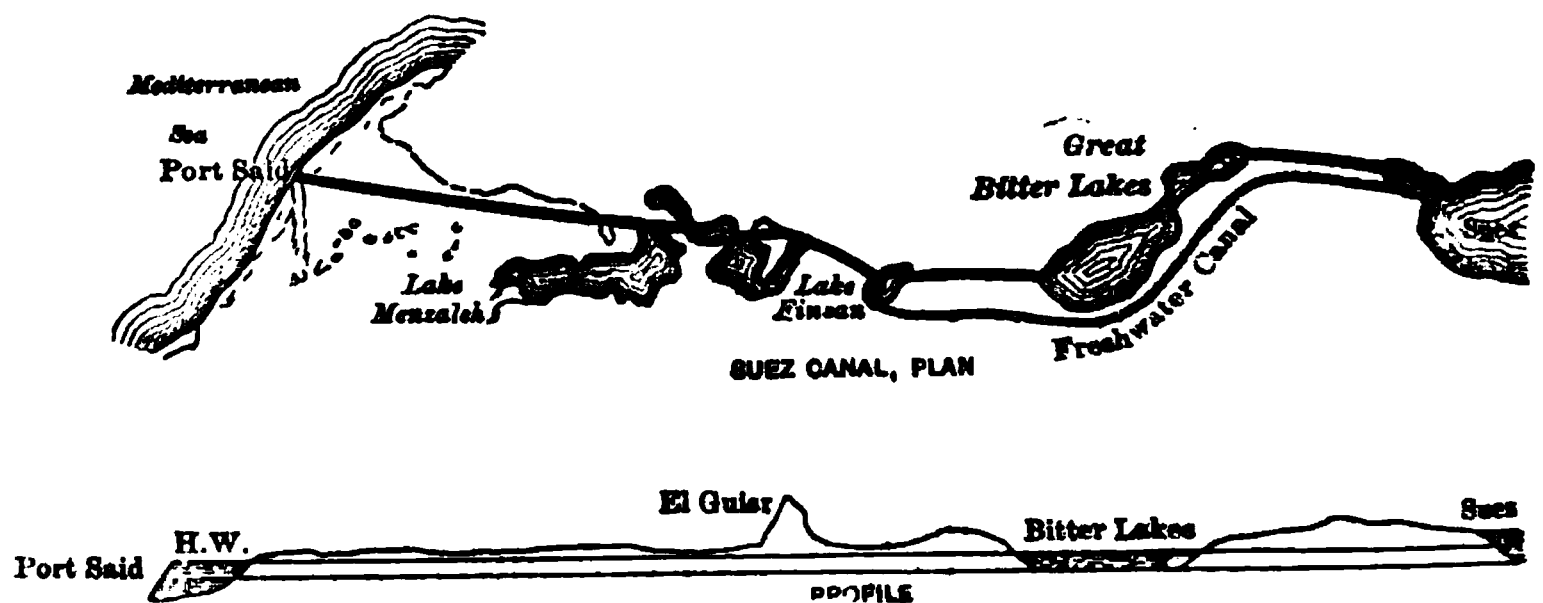 Mediterranean
Sea
Port Said
Great
Bitter Lakes
Lake
Menzaleh
Lake
Freshwater Canal
SUEZ CANAL, PLAN
El Guisr
Suez
H.W.
Bitter Lakes
Port Said
PROFILE